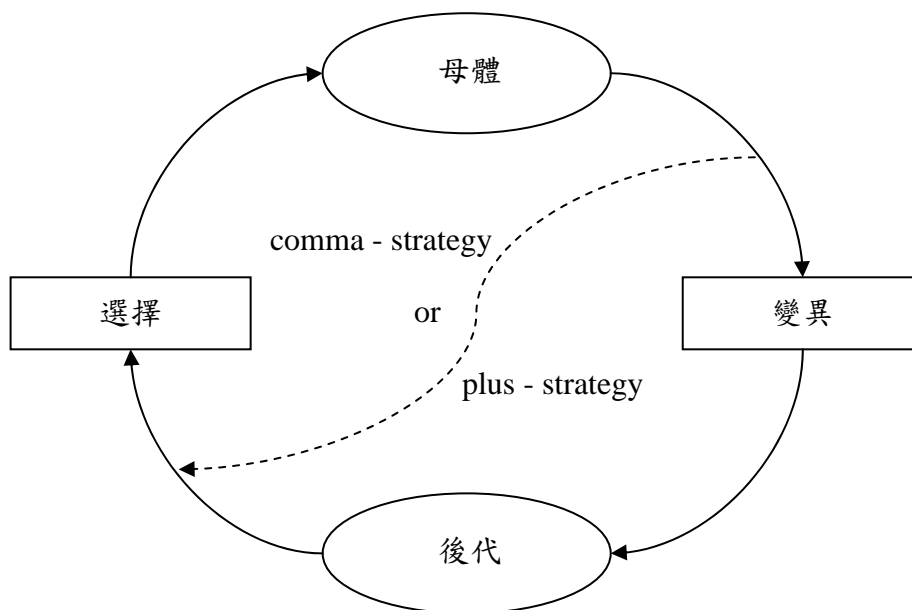 母體
comma - strategy
選擇
or
變異
plus - strategy
後代